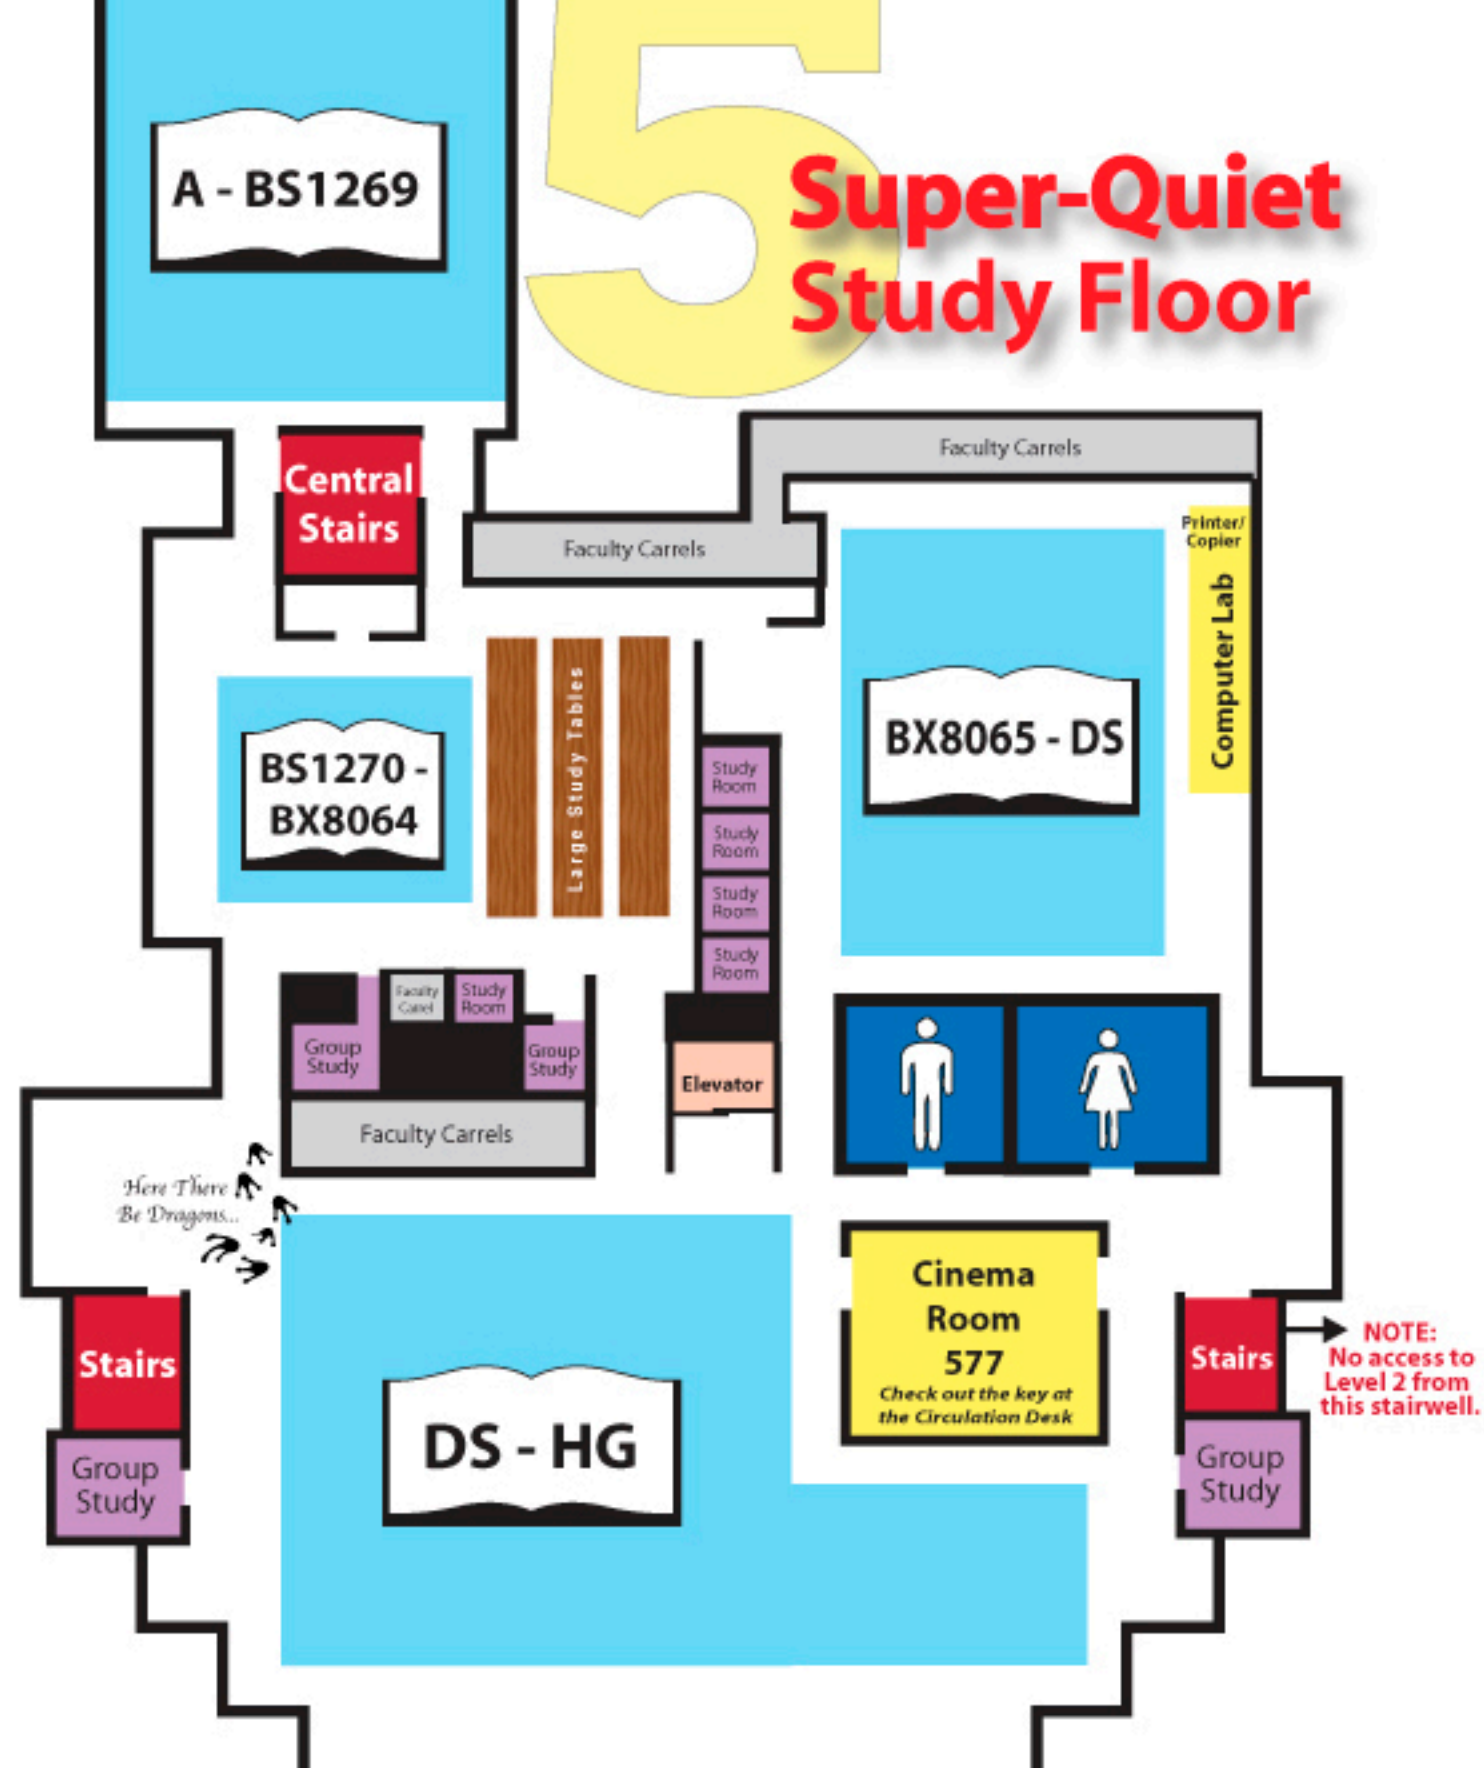 5
Super-Quiet
Study Floor
A - BS1269
Central
Stairs
Faculty Carrels
Faculty Carrels
Printer/
Copier
Computer Lab
BS1270 -
BX8064
Large Study Tables
Study
Room
Study
Room
Study
Room
Study
Room
BX8065 - DS
Group
Study
Faculty
Carrel
Study
Room
Group
Study
Faculty Carrels
Elevator
Here There
Be Dragons...
Stairs
Group
Study
DS - HG
Cinema
Room
577
Check out the key at
the Circulation Desk
Stairs
NOTE:
No access to
Level 2 from
this stairwell.
Group
Study